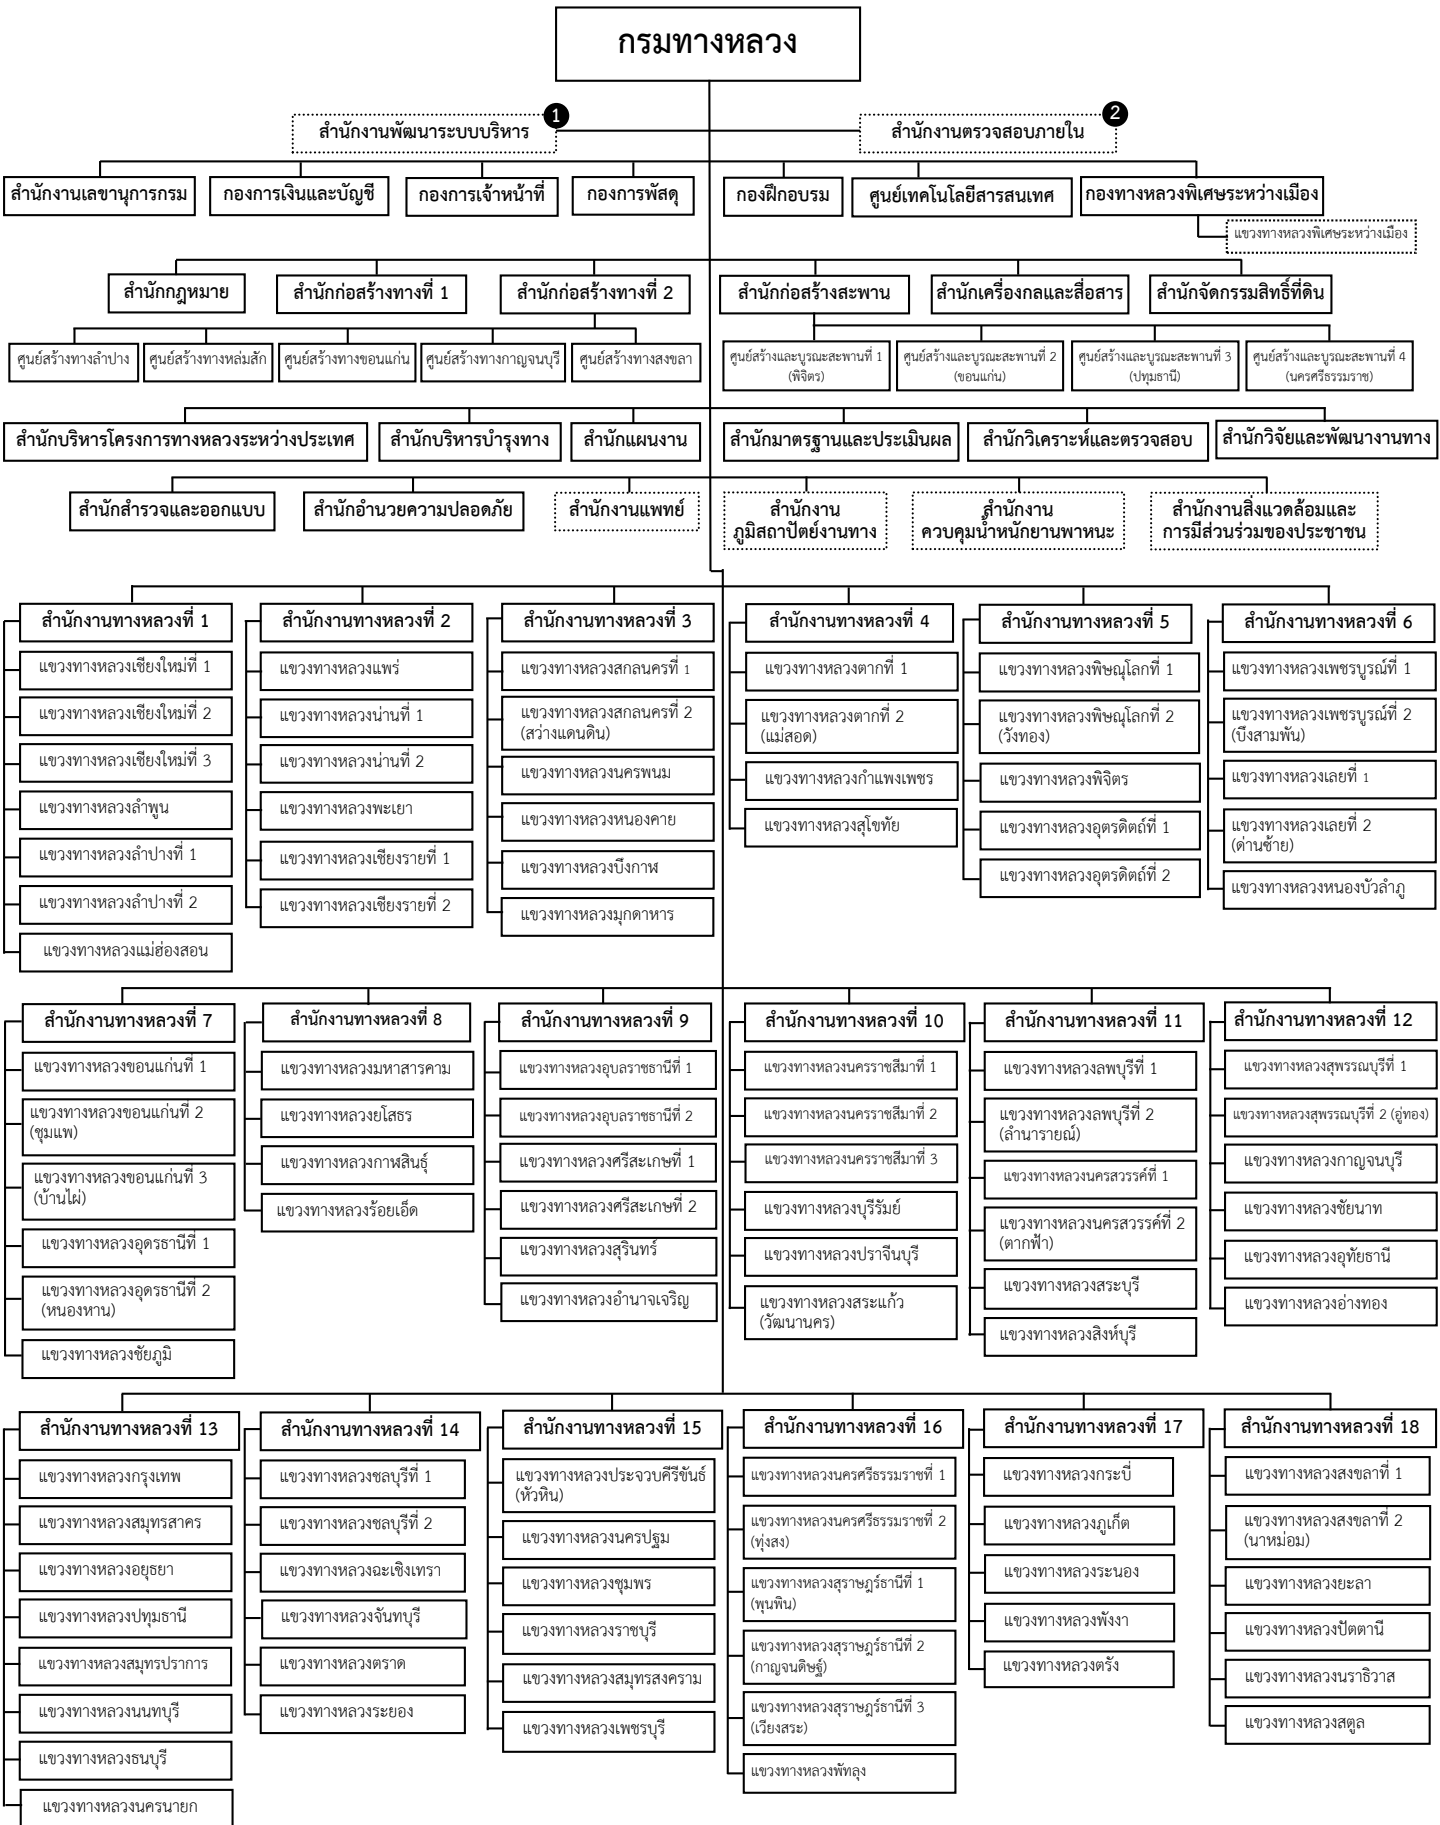 กรมทางหลวง
สำนักงานพัฒนาระบบบริหาร
1
สำนักงานตรวจสอบภายใน
2
สำนักงานเลขานุการกรม
กองการเงินและบัญชี
กองการเจ้าหน้าที่
กองการพัสดุ
กองฝึกอบรม
ศูนย์เทคโนโลยีสารสนเทศ
กองทางหลวงพิเศษระหว่างเมือง
แขวงทางหลวงพิเศษระหว่างเมือง
สำนักกฎหมาย
สำนักก่อสร้างทางที่ 1
สำนักก่อสร้างทางที่ 2
สำนักก่อสร้างสะพาน
สำนักเครื่องกลและสื่อสาร
สำนักจัดกรรมสิทธิ์ที่ดิน
ศูนย์สร้างทางลำปาง
ศูนย์สร้างทางหล่มสัก
ศูนย์สร้างทางขอนแก่น
ศูนย์สร้างทางกาญจนบุรี
ศูนย์สร้างทางสงขลา
ศูนย์สร้างและบูรณะสะพานที่ 1
(พิจิตร)
ศูนย์สร้างและบูรณะสะพานที่ 2
(ขอนแก่น)
ศูนย์สร้างและบูรณะสะพานที่ 3
(ปทุมธานี)
ศูนย์สร้างและบูรณะสะพานที่ 4
(นครศรีธรรมราช)
สำนักบริหารโครงการทางหลวงระหว่างประเทศ
สำนักบริหารบำรุงทาง
สำนักแผนงาน
สำนักมาตรฐานและประเมินผล
สำนักวิเคราะห์และตรวจสอบ
สำนักวิจัยและพัฒนางานทาง
สำนักสำรวจและออกแบบ
สำนักอำนวยความปลอดภัย
สำนักงานแพทย์
สำนักงาน
ภูมิสถาปัตย์งานทาง
สำนักงาน
ควบคุมน้ำหนักยานพาหนะ
สำนักงานสิ่งแวดล้อมและ
การมีส่วนร่วมของประชาชน
สำนักงานทางหลวงที่ 1
แขวงทางหลวงเชียงใหม่ที่ 1
แขวงทางหลวงเชียงใหม่ที่ 2
แขวงทางหลวงเชียงใหม่ที่ 3
แขวงทางหลวงลำพูน
แขวงทางหลวงลำปางที่ 1
แขวงทางหลวงลำปางที่ 2
แขวงทางหลวงแม่ฮ่องสอน
สำนักงานทางหลวงที่ 2
แขวงทางหลวงแพร่
แขวงทางหลวงน่านที่ 1
แขวงทางหลวงน่านที่ 2
แขวงทางหลวงพะเยา
แขวงทางหลวงเชียงรายที่ 1
แขวงทางหลวงเชียงรายที่ 2
สำนักงานทางหลวงที่ 3
แขวงทางหลวงสกลนครที่ 1
แขวงทางหลวงสกลนครที่ 2
(สว่างแดนดิน)
แขวงทางหลวงนครพนม
แขวงทางหลวงหนองคาย
แขวงทางหลวงบึงกาฬ
แขวงทางหลวงมุกดาหาร
สำนักงานทางหลวงที่ 4
แขวงทางหลวงตากที่ 1
แขวงทางหลวงตากที่ 2
(แม่สอด)
แขวงทางหลวงกำแพงเพชร
แขวงทางหลวงสุโขทัย
สำนักงานทางหลวงที่ 5
แขวงทางหลวงพิษณุโลกที่ 1
แขวงทางหลวงพิษณุโลกที่ 2
(วังทอง)
แขวงทางหลวงพิจิตร
แขวงทางหลวงอุตรดิตถ์ที่ 1
แขวงทางหลวงอุตรดิตถ์ที่ 2
สำนักงานทางหลวงที่ 6
แขวงทางหลวงเพชรบูรณ์ที่ 1
แขวงทางหลวงเพชรบูรณ์ที่ 2
(บึงสามพัน)
แขวงทางหลวงเลยที่ 1
แขวงทางหลวงเลยที่ 2
(ด่านซ้าย)
แขวงทางหลวงหนองบัวลำภู
สำนักงานทางหลวงที่ 7
แขวงทางหลวงขอนแก่นที่ 1
แขวงทางหลวงขอนแก่นที่ 2
(ชุมแพ)
แขวงทางหลวงขอนแก่นที่ 3
(บ้านไผ่)
แขวงทางหลวงอุดรธานีที่ 1
แขวงทางหลวงอุดรธานีที่ 2
(หนองหาน)
แขวงทางหลวงชัยภูมิ
สำนักงานทางหลวงที่ 8
แขวงทางหลวงมหาสารคาม
แขวงทางหลวงยโสธร
แขวงทางหลวงกาฬสินธุ์
แขวงทางหลวงร้อยเอ็ด
สำนักงานทางหลวงที่ 9
แขวงทางหลวงอุบลราชธานีที่ 1
แขวงทางหลวงอุบลราชธานีที่ 2
แขวงทางหลวงศรีสะเกษที่ 1
แขวงทางหลวงศรีสะเกษที่ 2
แขวงทางหลวงสุรินทร์
แขวงทางหลวงอำนาจเจริญ
สำนักงานทางหลวงที่ 10
แขวงทางหลวงนครราชสีมาที่ 1
แขวงทางหลวงนครราชสีมาที่ 2
แขวงทางหลวงนครราชสีมาที่ 3
แขวงทางหลวงบุรีรัมย์
แขวงทางหลวงปราจีนบุรี
แขวงทางหลวงสระแก้ว
(วัฒนานคร)
สำนักงานทางหลวงที่ 11
แขวงทางหลวงลพบุรีที่ 1
แขวงทางหลวงลพบุรีที่ 2
(ลำนารายณ์)
แขวงทางหลวงนครสวรรค์ที่ 1
แขวงทางหลวงนครสวรรค์ที่ 2
(ตากฟ้า)
แขวงทางหลวงสระบุรี
แขวงทางหลวงสิงห์บุรี
สำนักงานทางหลวงที่ 12
แขวงทางหลวงสุพรรณบุรีที่ 1
แขวงทางหลวงสุพรรณบุรีที่ 2 (อู่ทอง)
แขวงทางหลวงกาญจนบุรี
แขวงทางหลวงชัยนาท
แขวงทางหลวงอุทัยธานี
แขวงทางหลวงอ่างทอง
สำนักงานทางหลวงที่ 13
แขวงทางหลวงกรุงเทพ
แขวงทางหลวงสมุทรสาคร
แขวงทางหลวงอยุธยา
แขวงทางหลวงปทุมธานี
แขวงทางหลวงสมุทรปราการ
แขวงทางหลวงนนทบุรี
แขวงทางหลวงธนบุรี
แขวงทางหลวงนครนายก
สำนักงานทางหลวงที่ 14
แขวงทางหลวงชลบุรีที่ 1
แขวงทางหลวงชลบุรีที่ 2
แขวงทางหลวงฉะเชิงเทรา
แขวงทางหลวงจันทบุรี
แขวงทางหลวงตราด
แขวงทางหลวงระยอง
สำนักงานทางหลวงที่ 15
แขวงทางหลวงประจวบคีรีขันธ์
(หัวหิน)
แขวงทางหลวงนครปฐม
แขวงทางหลวงชุมพร
แขวงทางหลวงราชบุรี
แขวงทางหลวงสมุทรสงคราม
แขวงทางหลวงเพชรบุรี
สำนักงานทางหลวงที่ 16
แขวงทางหลวงนครศรีธรรมราชที่ 1
แขวงทางหลวงนครศรีธรรมราชที่ 2
(ทุ่งสง)
แขวงทางหลวงสุราษฎร์ธานีที่ 1
(พุนพิน)
แขวงทางหลวงสุราษฎร์ธานีที่ 2
(กาญจนดิษฐ์)
แขวงทางหลวงสุราษฎร์ธานีที่ 3
(เวียงสระ)
แขวงทางหลวงพัทลุง
สำนักงานทางหลวงที่ 17
แขวงทางหลวงกระบี่
แขวงทางหลวงภูเก็ต
แขวงทางหลวงระนอง
แขวงทางหลวงพังงา
แขวงทางหลวงตรัง
สำนักงานทางหลวงที่ 18
แขวงทางหลวงสงขลาที่ 1
แขวงทางหลวงสงขลาที่ 2
(นาหม่อม)
แขวงทางหลวงยะลา
แขวงทางหลวงปัตตานี
แขวงทางหลวงนราธิวาส
แขวงทางหลวงสตูล